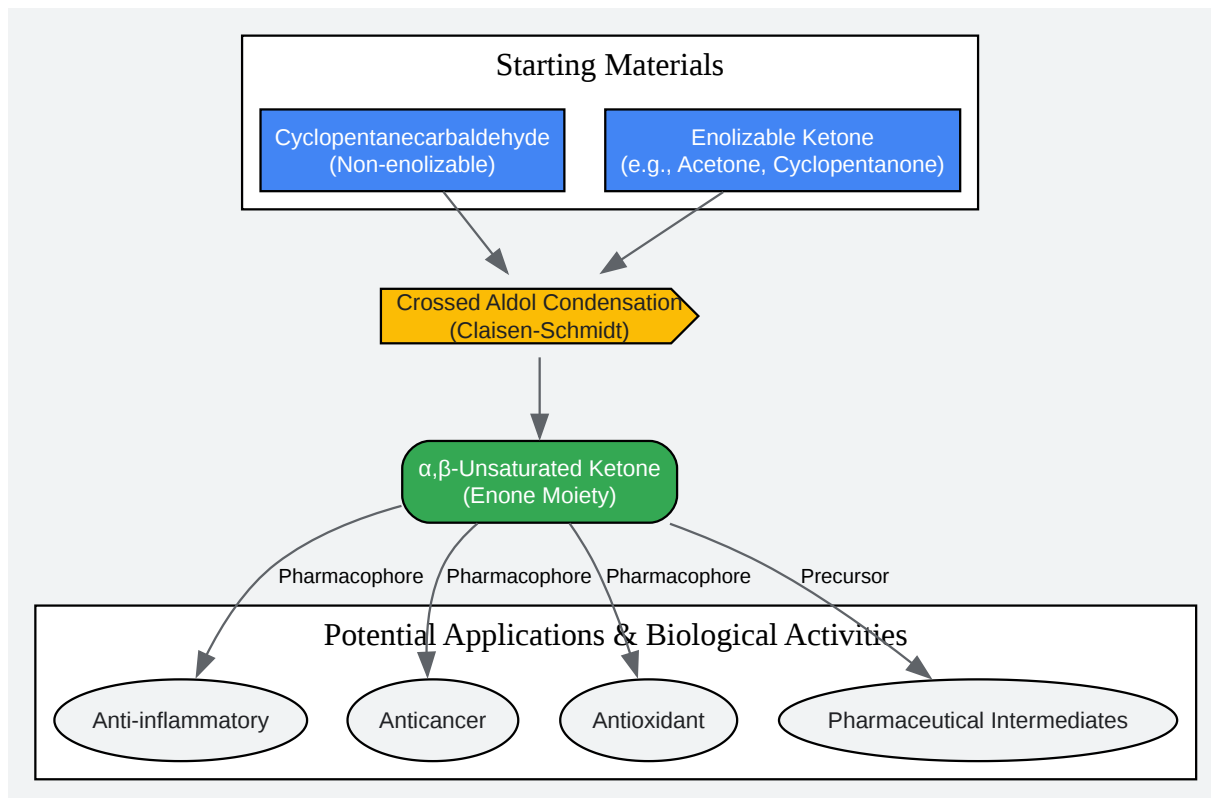 Starting Materials
Cyclopentanecarbaldehyde
(Non-enolizable)
Enolizable Ketone
(e.g., Acetone, Cyclopentanone)
Crossed Aldol Condensation
(Claisen-Schmidt)
α,β-Unsaturated Ketone
(Enone Moiety)
Pharmacophore
Pharmacophore
Pharmacophore
Precursor
Potential Applications & Biological Activities
Anti-inflammatory
Anticancer
Antioxidant
Pharmaceutical Intermediates